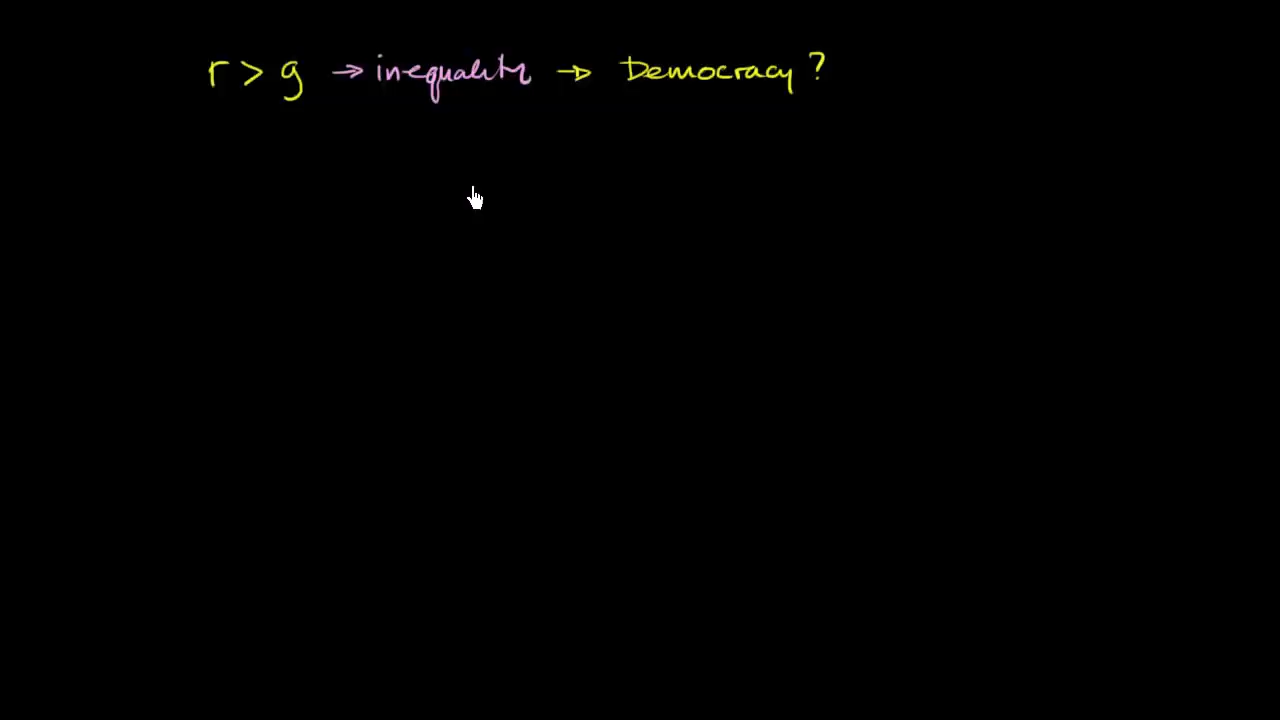 r > g → inequality → Democracy?